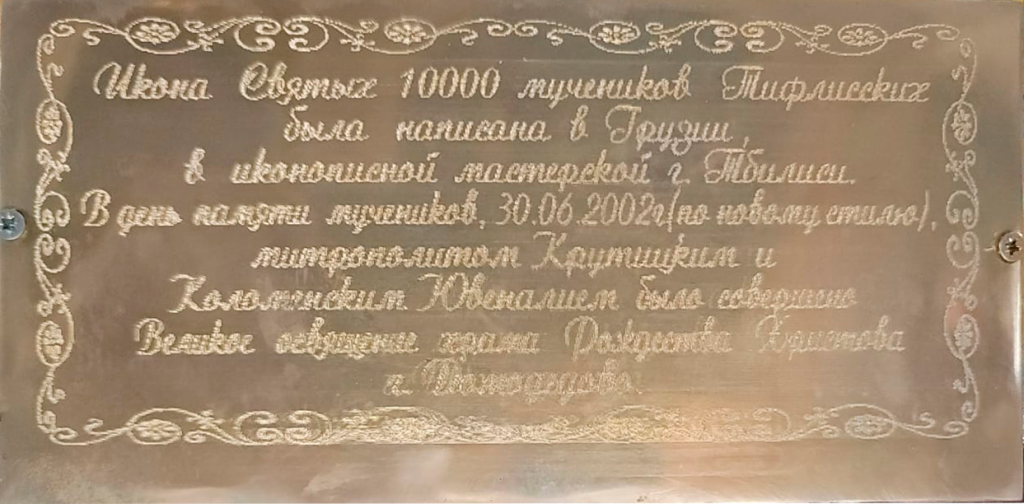 Икона Святых 10000 мучеников Тифлисских
была написана в Грузии,
в иконописной мастерской г. Тбилиси.
В день памяти мучеников, 30.06.2002г(по новому стилю),
митрополитом Крутицким и
Коломенским Ювеналием было совершено
Великое освящение храма Рождества Христова
г. Домодедово.